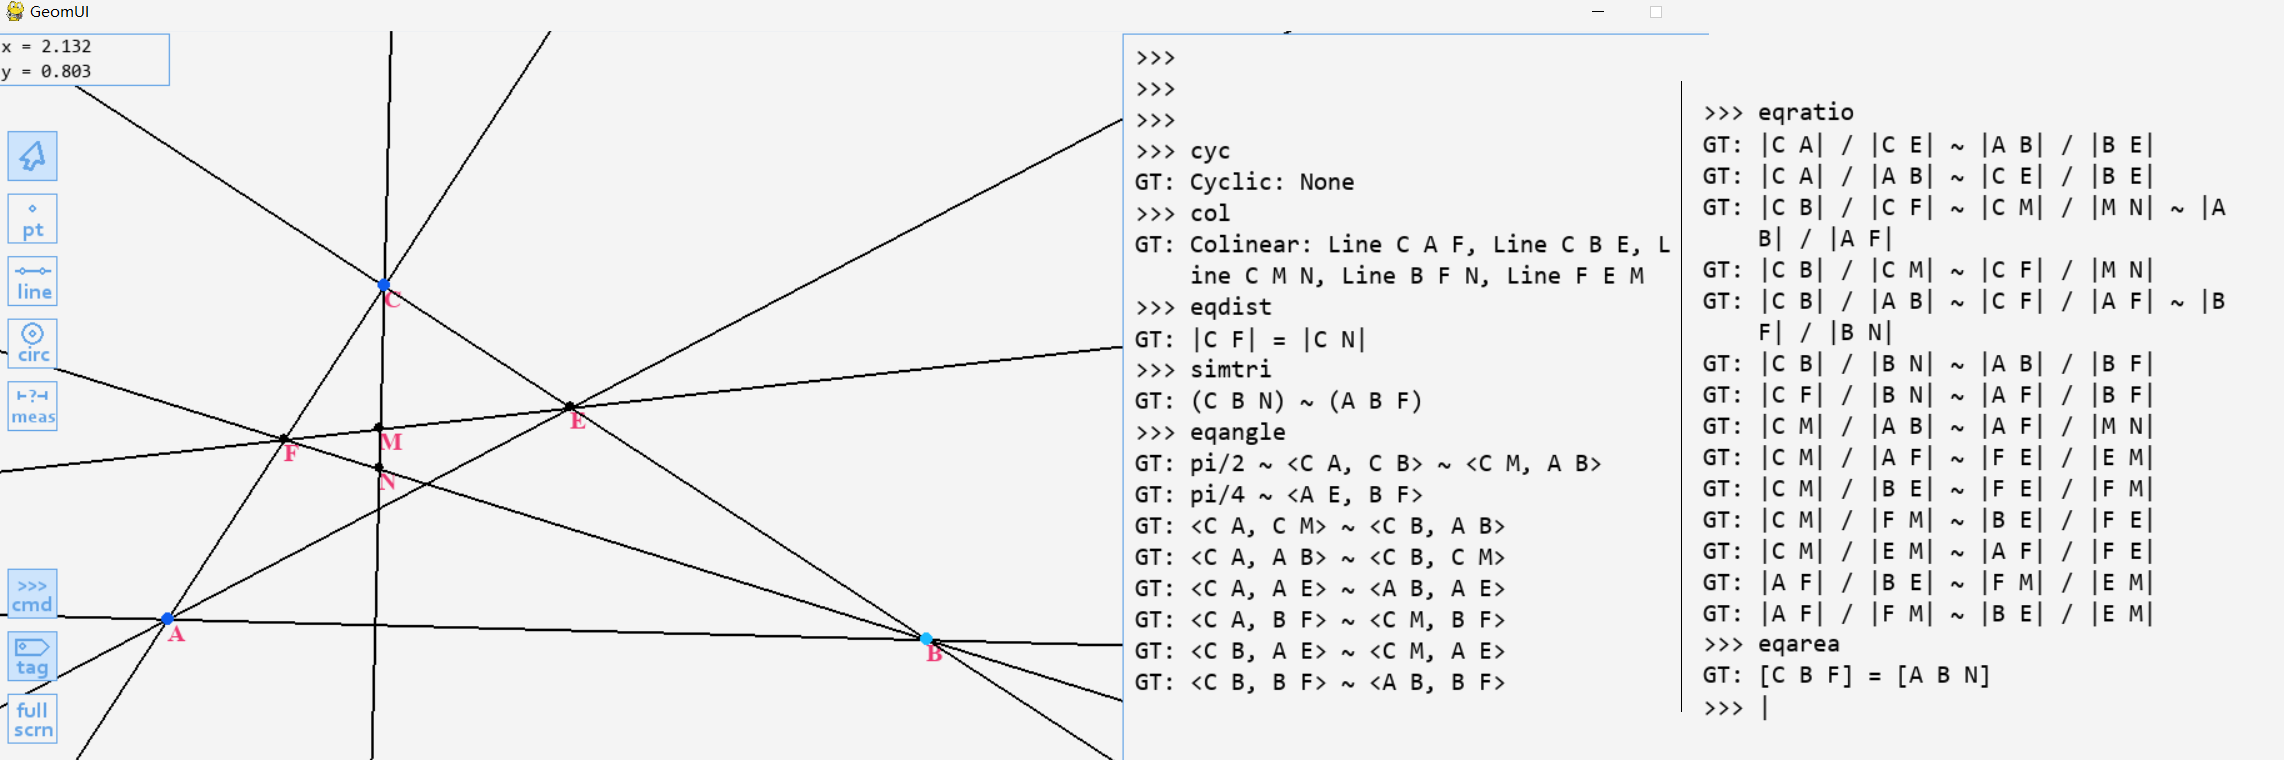 GeomUI
x = 2.132
y = 0.803
pt
line
circ
⊢?⊣
meas
>>>
cmd
tag
full
scrn
C
F
M
E
N
A
B
>>>
>>>
>>>
>>> cyc
GT: Cyclic: None
>>> col
GT: Colinear: Line C A F, Line C B E, L
ine C M N, Line B F N, Line F E M
>>> eqdist
GT: |C F| = |C N|
>>> simtri
GT: (C B N) ~ (A B F)
>>> eqangle
GT: pi/2 ~ <C A, C B> ~ <C M, A B>
GT: pi/4 ~ <A E, B F>
GT: <C A, C M> ~ <C B, A B>
GT: <C A, A B> ~ <C B, C M>
GT: <C A, A E> ~ <A B, A E>
GT: <C A, B F> ~ <C M, B F>
GT: <C B, A E> ~ <C M, A E>
GT: <C B, B F> ~ <A B, B F>
>>> eqratio
GT: |C A| / |C E| ~ |A B| / |B E|
GT: |C A| / |A B| ~ |C E| / |B E|
GT: |C B| / |C F| ~ |C M| / |M N| ~ |A
B| / |A F|
GT: |C B| / |C M| ~ |C F| / |M N|
GT: |C B| / |A B| ~ |C F| / |A F| ~ |B
F| / |B N|
GT: |C B| / |B N| ~ |A B| / |B F|
GT: |C F| / |B N| ~ |A F| / |B F|
GT: |C M| / |A B| ~ |A F| / |M N|
GT: |C M| / |A F| ~ |F E| / |E M|
GT: |C M| / |B E| ~ |F E| / |F M|
GT: |C M| / |F M| ~ |B E| / |F E|
GT: |C M| / |E M| ~ |A F| / |F E|
GT: |A F| / |B E| ~ |F M| / |E M|
GT: |A F| / |F M| ~ |B E| / |E M|
>>> eqarea
GT: [C B F] = [A B N]
>>> |